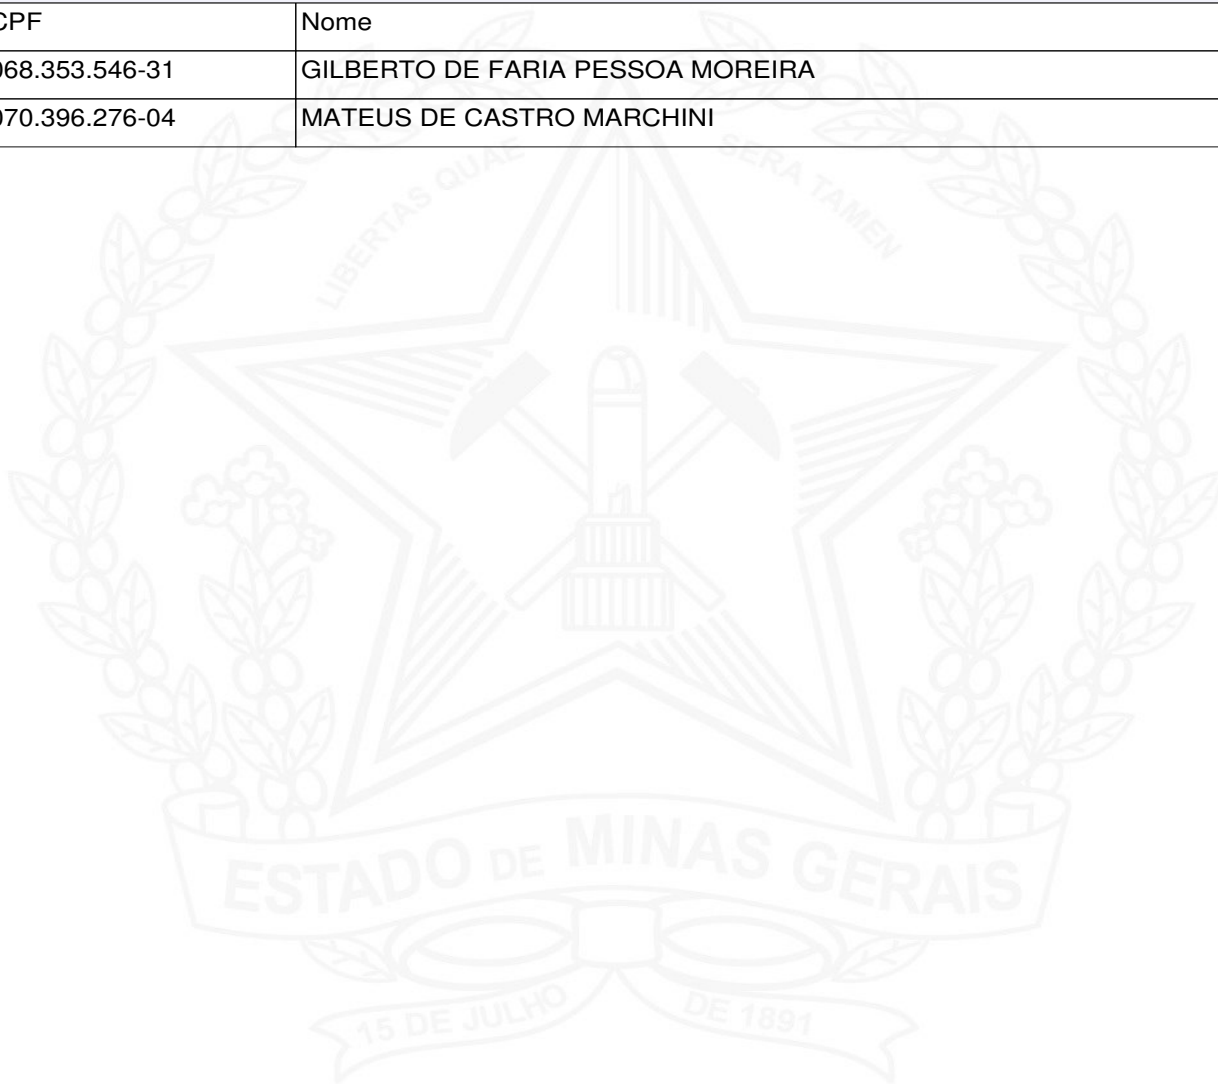 CPF Nome
068.353.546-31 GILBERTO DE FARIA PESSOA MOREIRA
070.396.276-04 MATEUS DE CASTRO MARCHINI
LIBERTAS QUAE SERA TAMEN
ESTADO DE MINAS GERAIS
15 DE JULHO DE 1891